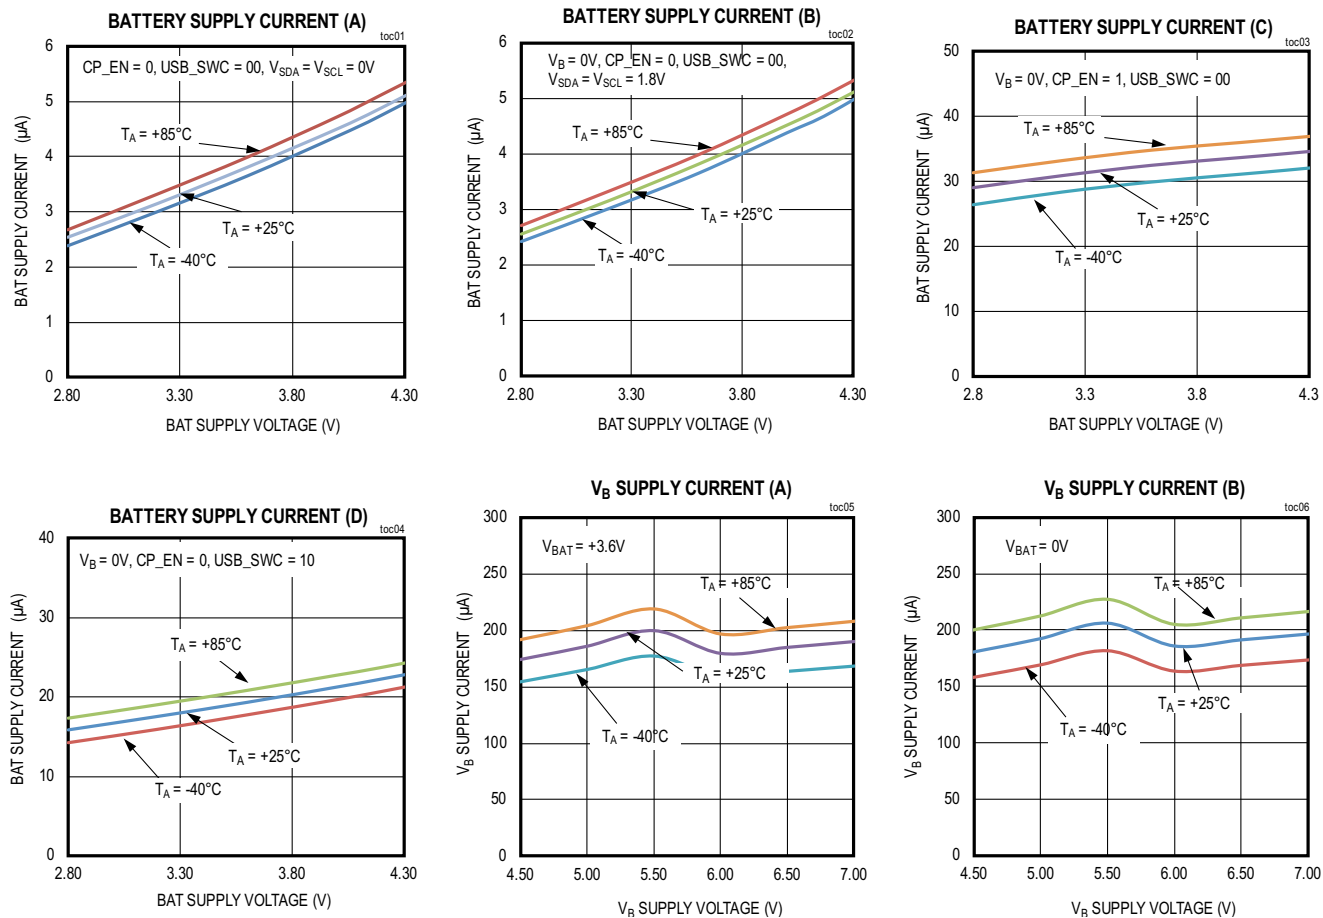 BATTERY SUPPLY CURRENT (A)
toc01
CP_EN = 0, USB_SWC = 00, VSDA = VSCL = 0V
TA = +85°C
TA = +25°C
TA = -40°C
6
5
4
3
2
1
0
2.80 3.30 3.80 4.30
BAT SUPPLY CURRENT (µA)
BAT SUPPLY VOLTAGE (V)
BATTERY SUPPLY CURRENT (B)
toc02
VB = 0V, CP_EN = 0, USB_SWC = 00,
VSDA = VSCL = 1.8V
TA = +85°C
TA = +25°C
TA = -40°C
6
5
4
3
2
1
0
2.80 3.30 3.80 4.30
BAT SUPPLY CURRENT (µA)
BAT SUPPLY VOLTAGE (V)
BATTERY SUPPLY CURRENT (C)
toc03
VB = 0V, CP_EN = 1, USB_SWC = 00
TA = +85°C
TA = +25°C
TA = -40°C
50
40
30
20
10
0
2.8 3.3 3.8 4.3
BAT SUPPLY CURRENT (µA)
BAT SUPPLY VOLTAGE (V)
BATTERY SUPPLY CURRENT (D)
toc04
VB = 0V, CP_EN = 0, USB_SWC = 10
TA = +85°C
TA = +25°C
TA = -40°C
40
30
20
10
0
2.80 3.30 3.80 4.30
BAT SUPPLY CURRENT (µA)
BAT SUPPLY VOLTAGE (V)
VB SUPPLY CURRENT (A)
toc05
VBAT = +3.6V
TA = +85°C
TA = +25°C
TA = -40°C
300
250
200
150
100
50
0
4.50 5.00 5.50 6.00 6.50 7.00
VB SUPPLY CURRENT (µA)
VB SUPPLY VOLTAGE (V)
VB SUPPLY CURRENT (B)
toc06
VBAT = 0V
TA = +85°C
TA = +25°C
TA = -40°C
300
250
200
150
100
50
0
4.50 5.00 5.50 6.00 6.50 7.00
VB SUPPLY CURRENT (µA)
VB SUPPLY VOLTAGE (V)